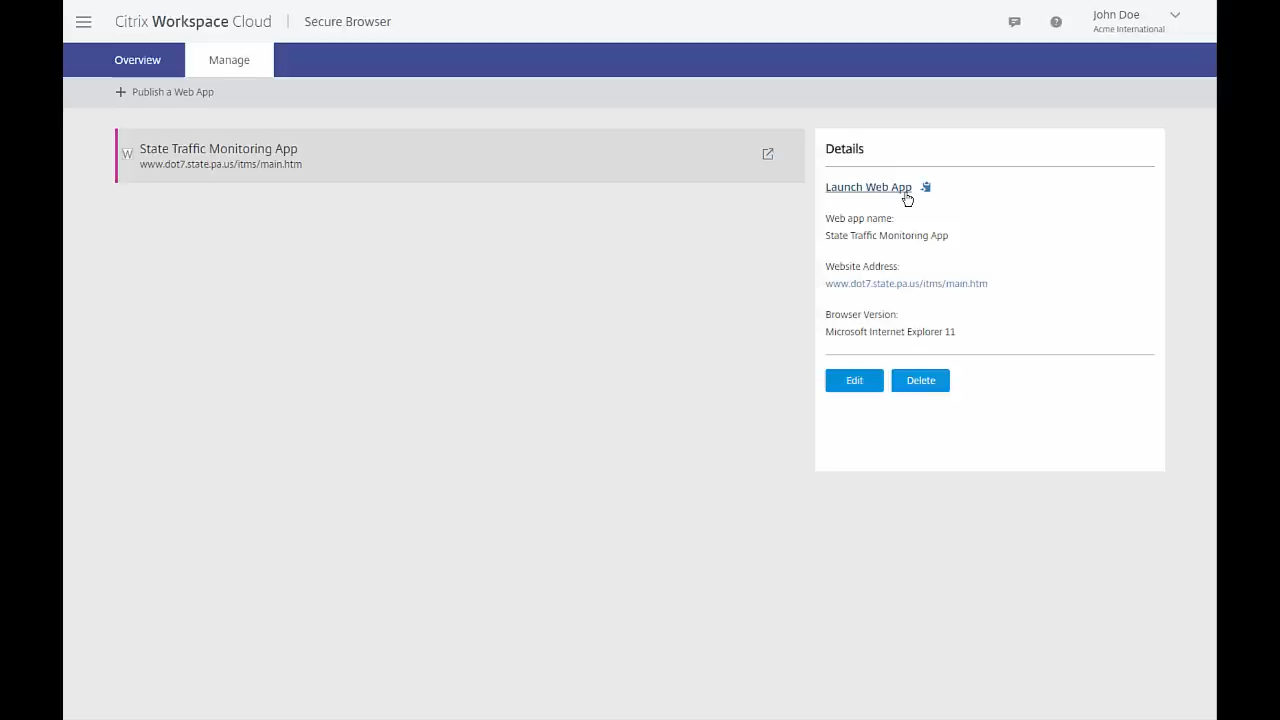 Citrix Workspace Cloud | Secure Browser
John Doe
Acme International
Overview
Manage
+ Publish a Web App
W
State Traffic Monitoring App
www.dot7.state.pa.us/itms/main.htm
Details
Launch Web App
Web app name:
State Traffic Monitoring App
Website Address:
www.dot7.state.pa.us/itms/main.htm
Browser Version:
Microsoft Internet Explorer 11
Edit
Delete